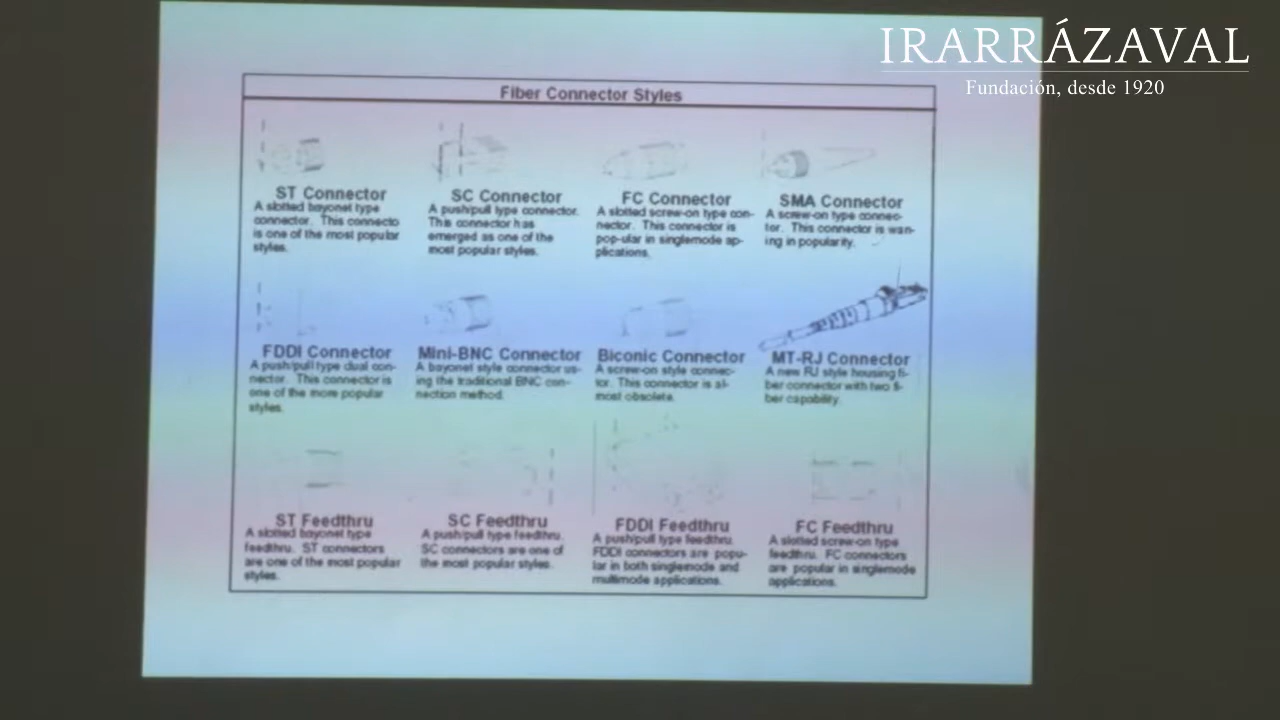 IRARRÁZAVAL
Fundación, desde 1920
Fiber Connector Styles
ST Connector
A slotted bayonet type
connector. This connecto
is one of the most popular
styles.
SC Connector
A push/pull type connector.
This connector has
emerged as one of the
most popular styles.
FC Connector
A slotted screw-on type con-
nector. This connector is
pop-ular in singlemode ap-
plications.
SMA Connector
A screw-on type connec-
tor. This connector is wan-
ing in popularity.
FDDI Connector
A push/pull type dual con-
nector. This connector is
one of the more popular
styles.
Mini-BNC Connector
A bayonet style connector us-
ing the traditional BNC con-
nection method.
Biconic Connector
A screw-on style connec-
tor. This connector is al-
most obsolete.
MT-RJ Connector
A new RJ style housing fi-
ber connector with two fi-
ber capability.
ST Feedthru
A slotted bayonet type
feedthru. ST connectors
are one of the most popular
styles.
SC Feedthru
A push/pull type feedthru.
SC connectors are one of
the most popular styles.
FDDI Feedthru
A push/pull type feedthru.
FDDI connectors are popu-
lar in both singlemode and
multimode applications.
FC Feedthru
A slotted screw-on type
feedthru. FC connectors
are popular in singlemode
applications.